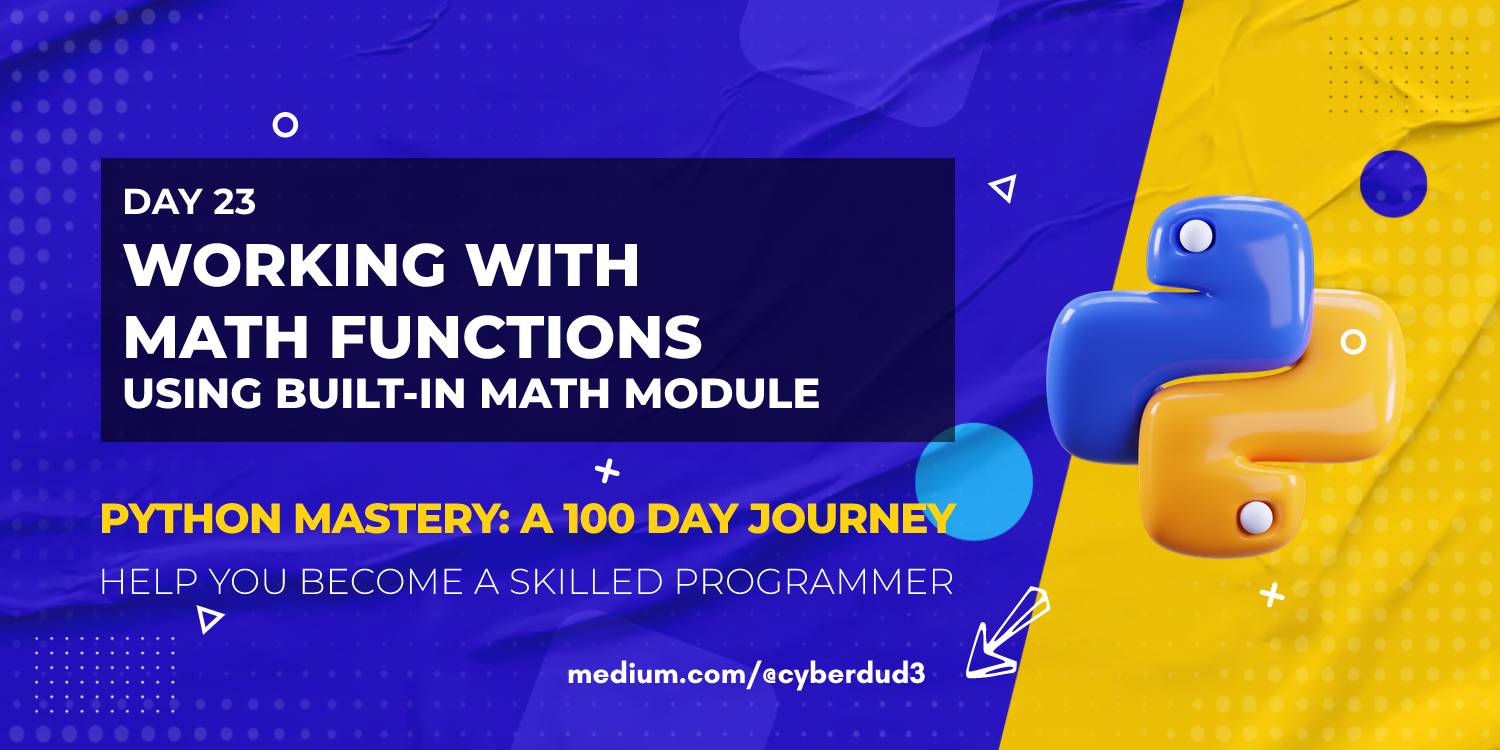 DAY 23
WORKING WITH
MATH FUNCTIONS
USING BUILT-IN MATH MODULE
PYTHON MASTERY: A 100 DAY JOURNEY
HELP YOU BECOME A SKILLED PROGRAMMER
medium.com/@cyberdud3